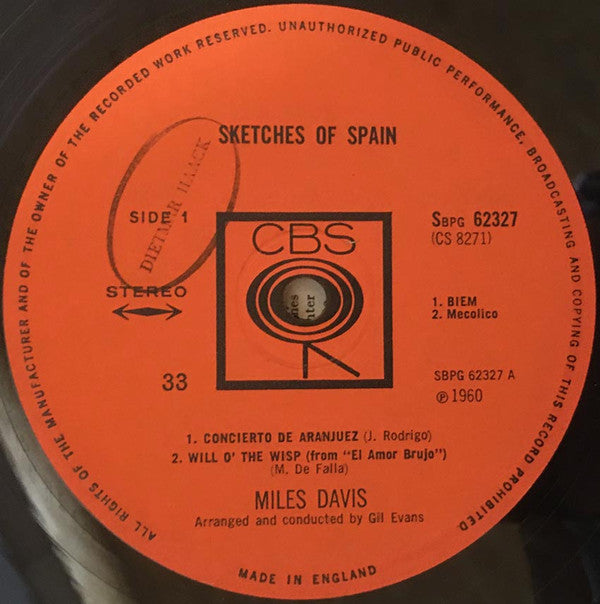 ALL RIGHTS OF THE MANUFACTURER AND OF THE OWNER OF THE RECORDED WORK RESERVED. UNAUTHORIZED PUBLIC PERFORMANCE, BROADCASTING AND COPYING OF THIS RECORD PROHIBITED.
SKETCHES OF SPAIN
DIETMAR HAACK
SIDE 1
SBPG 62327
(CS 8271)
CBS
STEREO
1. BIEM
2. Mecolico
33
SBPG 62327 A
℗ 1960
1. CONCIERTO DE ARANJUEZ (J. Rodrigo)
2. WILL O' THE WISP (from "El Amor Brujo")
(M. De Falla)
MILES DAVIS
Arranged and conducted by Gil Evans
MADE IN ENGLAND